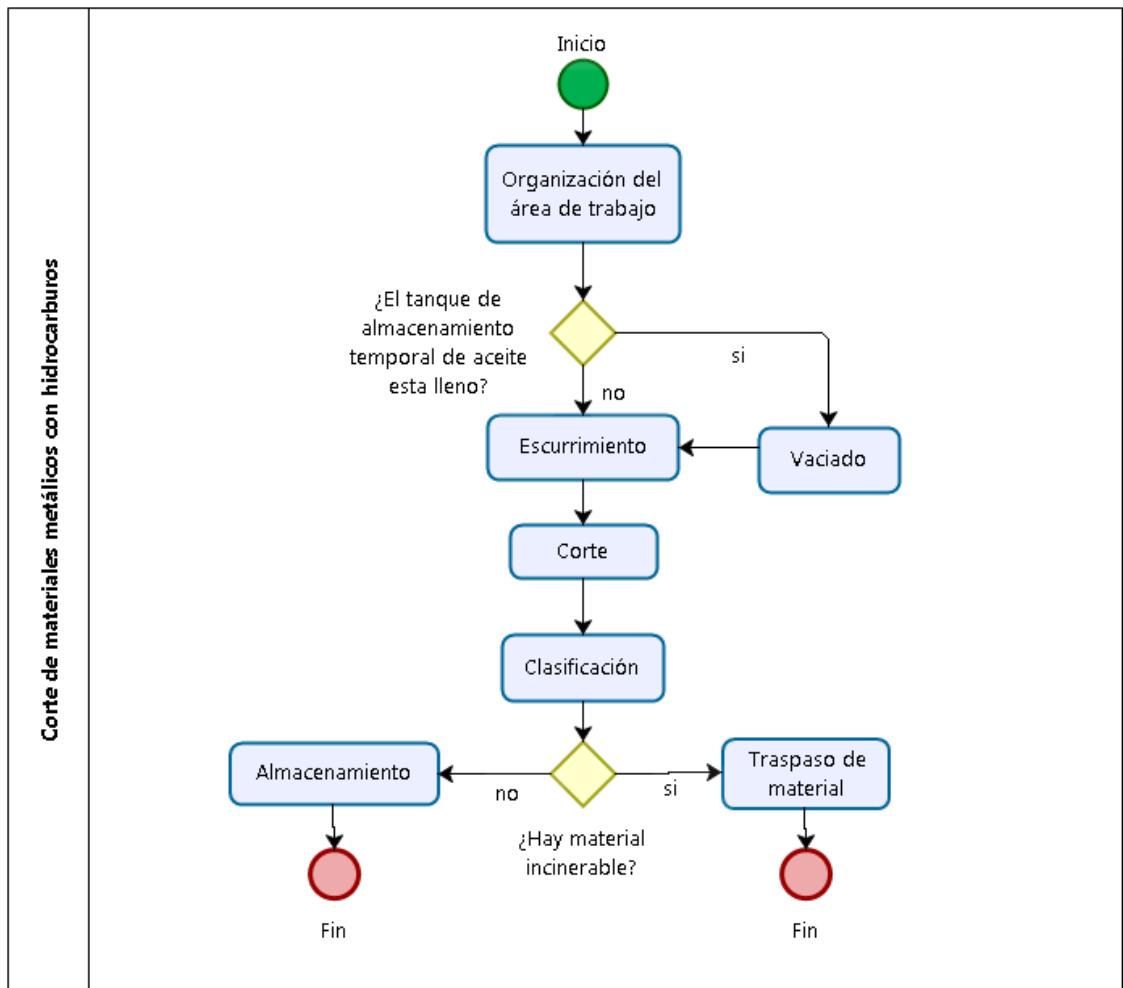 Corte de materiales metálicos con hidrocarburos
Inicio
Organización del
área de trabajo
¿El tanque de
almacenamiento
temporal de aceite
esta lleno?
si
no
Escurrimiento
Vaciado
Corte
Clasificación
Almacenamiento
no
si
Traspaso de
material
¿Hay material
incinerable?
Fin
Fin